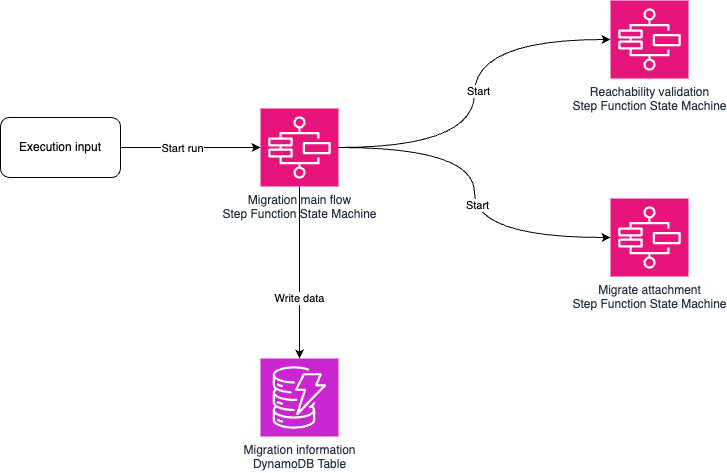 Reachability validation
Step Function State Machine
Start
Execution input
Start run
Migration main flow
Step Function State Machine
Start
Migrate attachment
Step Function State Machine
Write data
Migration information
DynamoDB Table